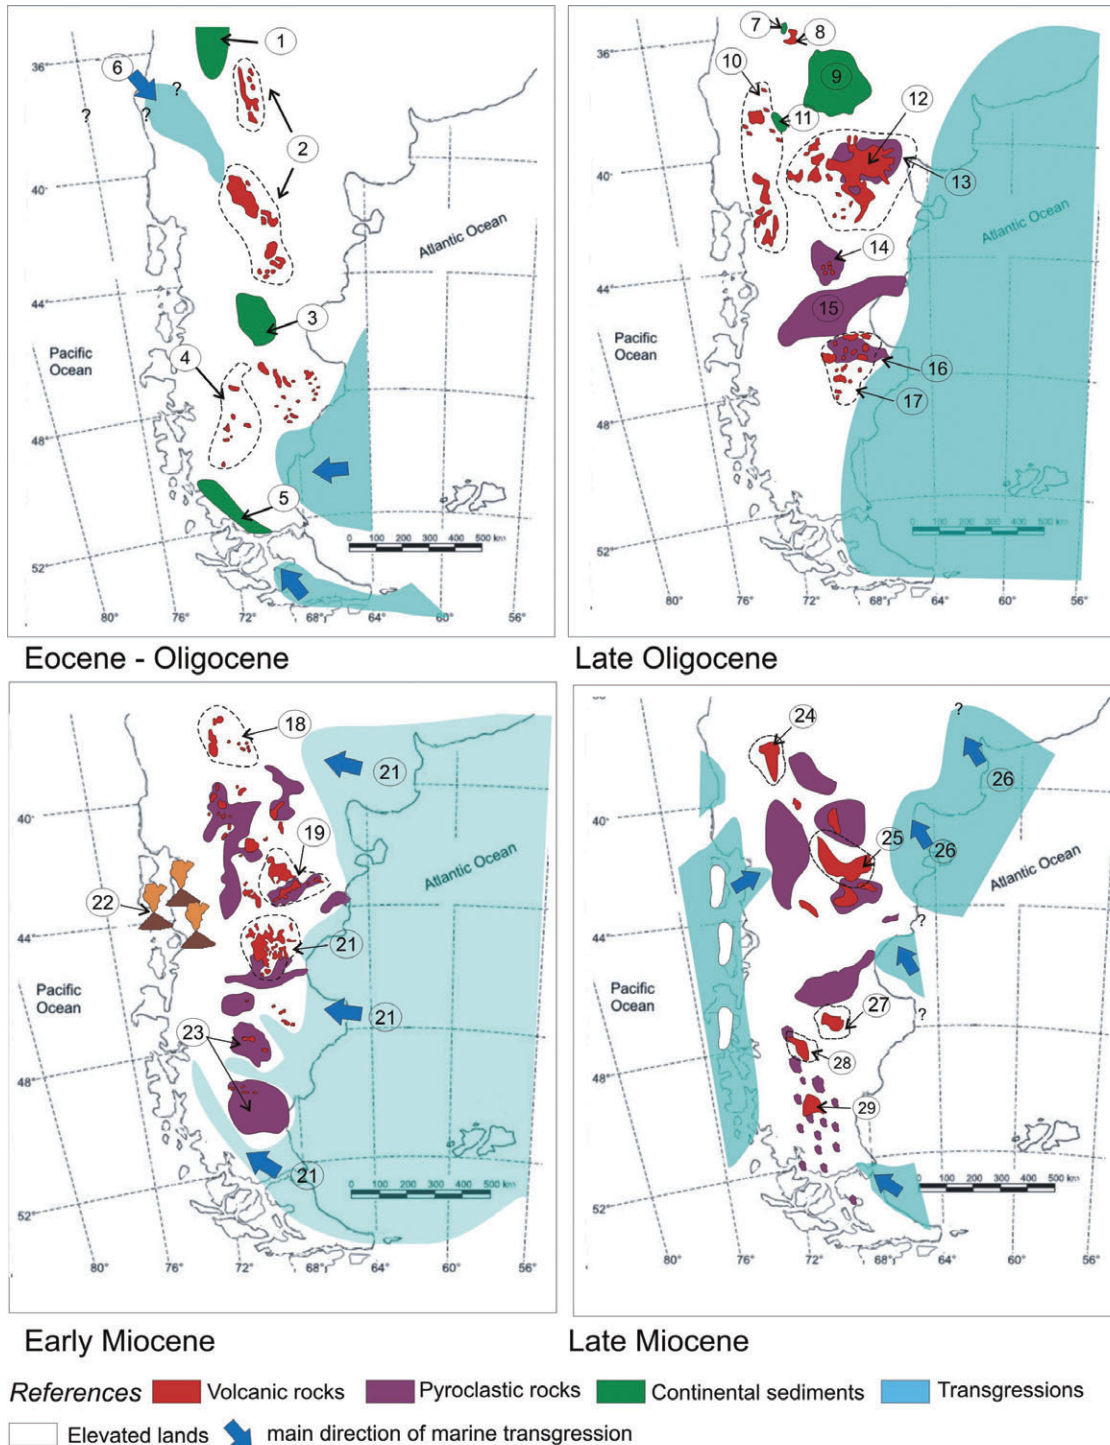 1
36°
6
?
?
?
2
40°
Atlantic Ocean
44°
3
Pacific
Ocean
4
48°
5
0 100 200 300 400 500 km
52°
80° 76° 72° 68° 64° 60° 56°
Eocene - Oligocene
7 8
36°
10 9
11 12
13
40°
Atlantic Ocean
14
44°
15
Pacific
Ocean
16
17
48°
0 100 200 300 400 500 km
52°
80° 76° 72° 68° 64° 60° 56°
Late Oligocene
18
21
40°
19
Atlantic Ocean
22
44°
21
Pacific
Ocean
21
23
48°
21
0 100 200 300 400 500 km
52°
80° 76° 72° 68° 64° 60° 56°
Early Miocene
24
?
26
40°
25
26
Atlantic Ocean
44°
?
Pacific
Ocean
27
?
28
48°
29
0 100 200 300 400 500 km
52°
80° 76° 72° 68° 64° 60° 56°
Late Miocene
References Volcanic rocks Pyroclastic rocks Continental sediments Transgressions
Elevated lands main direction of marine transgression